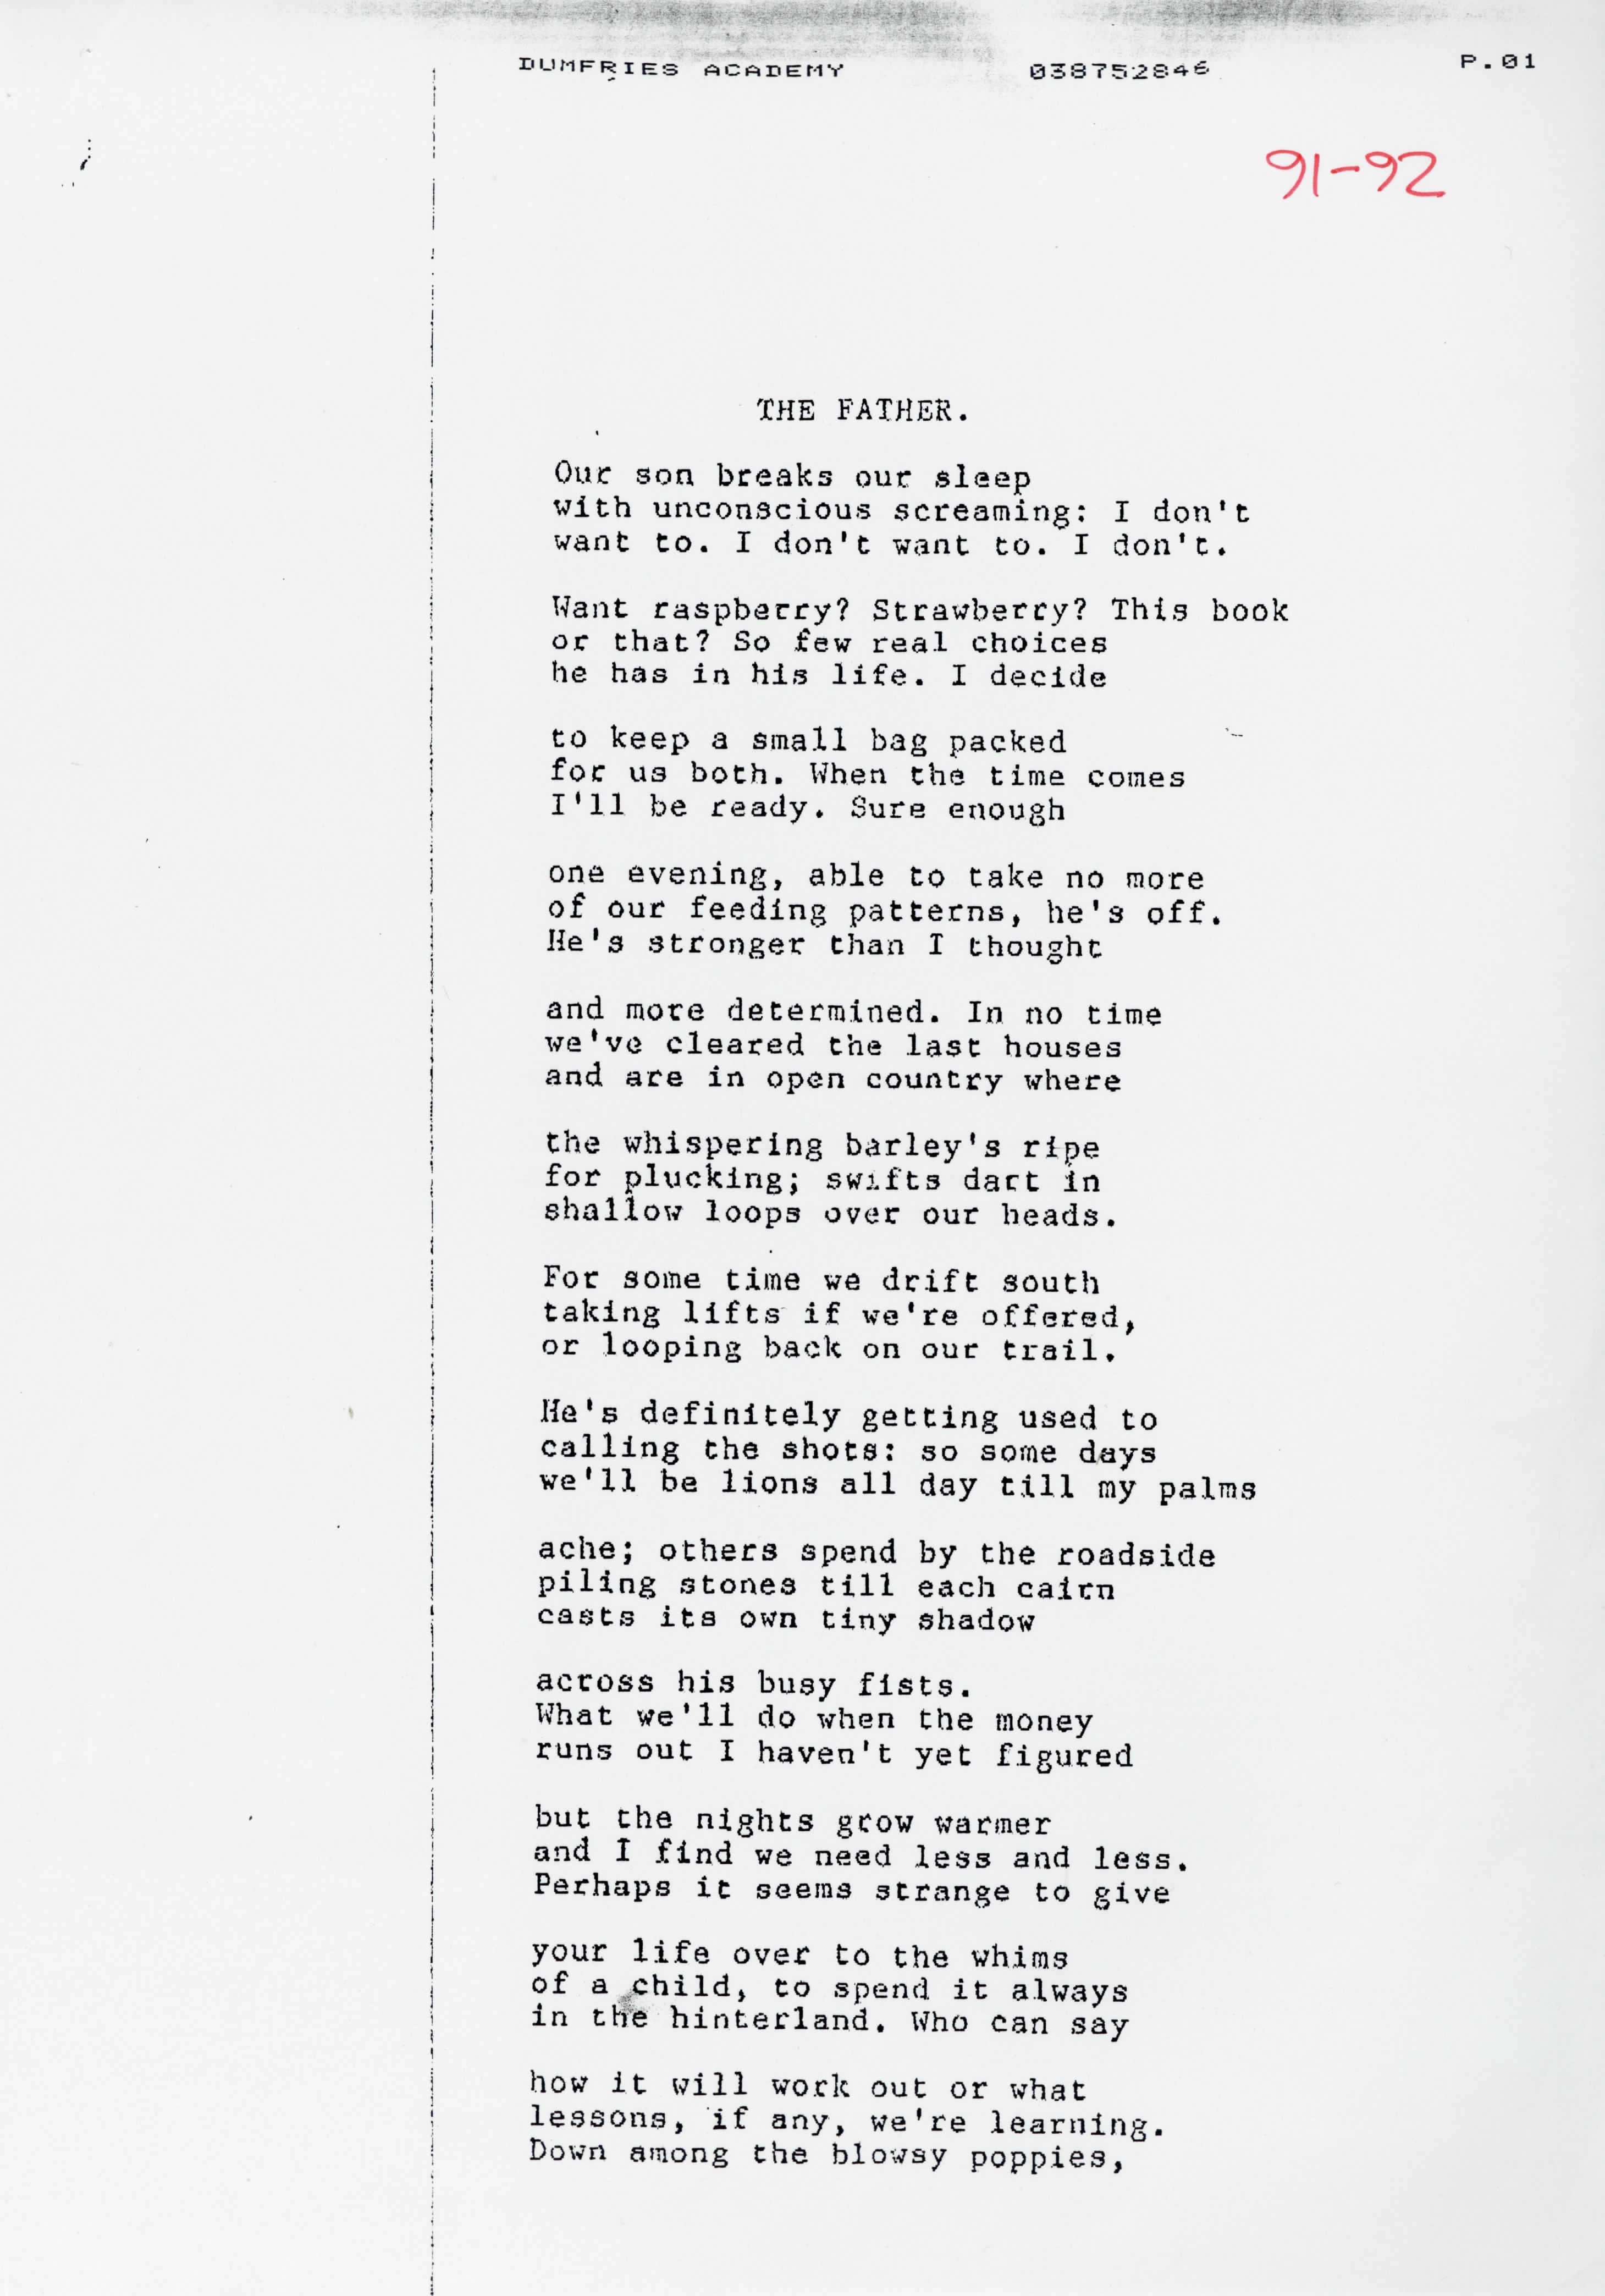 DUMFRIES ACADEMY 038752846 P.01
91-92
THE FATHER.
Our son breaks our sleep
with unconscious screaming: I don't
want to. I don't want to. I don't.
Want raspberry? Strawberry? This book
or that? So few real choices
he has in his life. I decide
to keep a small bag packed
for us both. When the time comes
I'll be ready. Sure enough
one evening, able to take no more
of our feeding patterns, he's off.
He's stronger than I thought
and more determined. In no time
we've cleared the last houses
and are in open country where
the whispering barley's ripe
for plucking; swifts dart in
shallow loops over our heads.
For some time we drift south
taking lifts if we're offered,
or looping back on our trail.
He's definitely getting used to
calling the shots: so some days
we'll be lions all day till my palms
ache; others spend by the roadside
piling stones till each cairn
casts its own tiny shadow
across his busy fists.
What we'll do when the money
runs out I haven't yet figured
but the nights grow warmer
and I find we need less and less.
Perhaps it seems strange to give
your life over to the whims
of a child, to spend it always
in the hinterland. Who can say
how it will work out or what
lessons, if any, we're learning.
Down among the blowsy poppies,